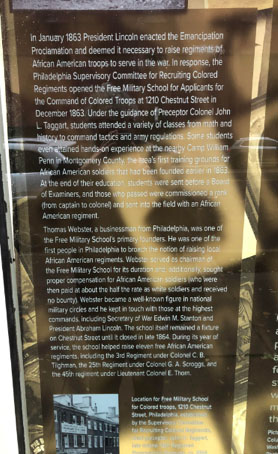 In January 1863 President Lincoln enacted the Emancipation
Proclamation and deemed it necessary to raise regiments of
African American troops to serve in the war. In response, the
Philadelphia Supervisory Committee for Recruiting Colored
Regiments opened the Free Military School for Applicants for
the Command of Colored Troops at 1210 Chestnut Street in
December 1863. Under the guidance of Preceptor Colonel John
L. Taggart, students attended a variety of classes from math and
history to command tactics and army regulations. Some students
even attained hands-on experience at the nearby Camp William
Penn in Montgomery County, the area's first training grounds for
African American soldiers that had been founded earlier in 1863.
At the end of their education, students were sent before a Board
of Examiners, and those who passed were commissioned a rank
(from captain to colonel) and sent into the field with an African
American regiment.
Thomas Webster, a businessman from Philadelphia, was one of
the Free Military School's primary founders. He was one of the
first people in Philadelphia to broach the notion of raising local
African American regiments. Webster served as chairman of
the Free Military School for its duration and, additionally, sought
proper compensation for African American soldiers (who were
then paid at about half the rate as white soldiers and received
no bounty). Webster became a well-known figure in national
military circles and he kept in touch with those at the highest
commands, including Secretary of War Edwin M. Stanton and
President Abraham Lincoln. The school itself remained a fixture
on Chestnut Street until it closed in late 1864. During its year of
service, the school helped raise eleven free African American
regiments, including the 3rd Regiment under Colonel C. B.
Tilghman, the 25th Regiment under Colonel G. A. Scroggs, and
the 45th regiment under Lieutenant Colonel E. Thorn.
Location for Free Military School
for Colored troops, 1210 Chestnut
Street, Philadelphia, established
by the Supervisory Committee
for Recruiting Colored Regiments,